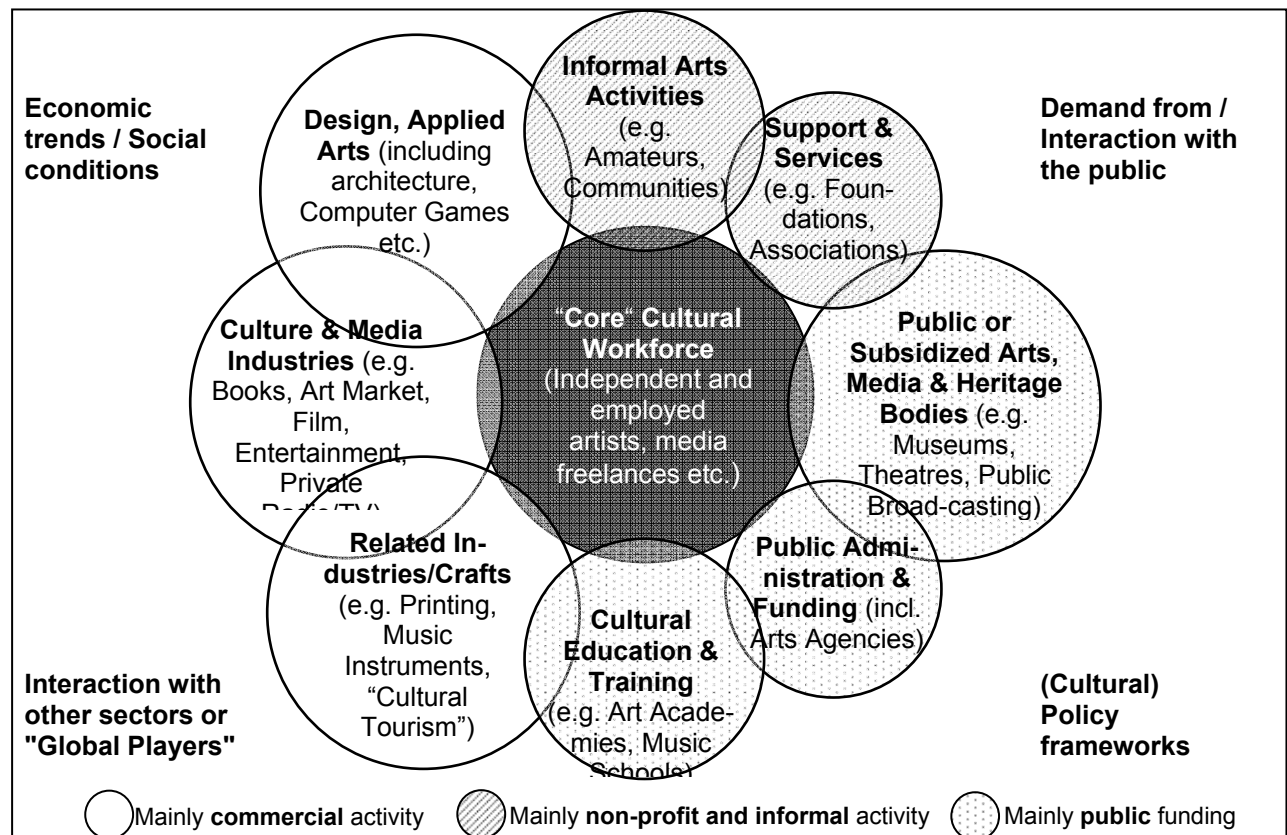 Economic
trends / Social
conditions
Design, Applied
Arts (including
architecture,
Computer Games
etc.)
Informal Arts
Activities
(e.g.
Amateurs,
Communities)
Support &
Services
(e.g. Foun-
dations,
Associations)
Demand from /
Interaction with
the public
Culture & Media
Industries (e.g.
Books, Art Market,
Film,
Entertainment,
Private
Radio/TV)
"Core" Cultural
Workforce
(Independent and
employed
artists, media
freelances etc.)
Public or
Subsidized Arts,
Media & Heritage
Bodies (e.g.
Museums,
Theatres, Public
Broad-casting)
Related In-
dustries/Crafts
(e.g. Printing,
Music
Instruments,
“Cultural
Tourism”)
Cultural
Education &
Training
(e.g. Art Acade-
mies, Music
Schools)
Public Admi-
nistration &
Funding (incl.
Arts Agencies)
Interaction with
other sectors or
"Global Players"
(Cultural)
Policy
frameworks
Mainly commercial activity
Mainly non-profit and informal activity
Mainly public funding